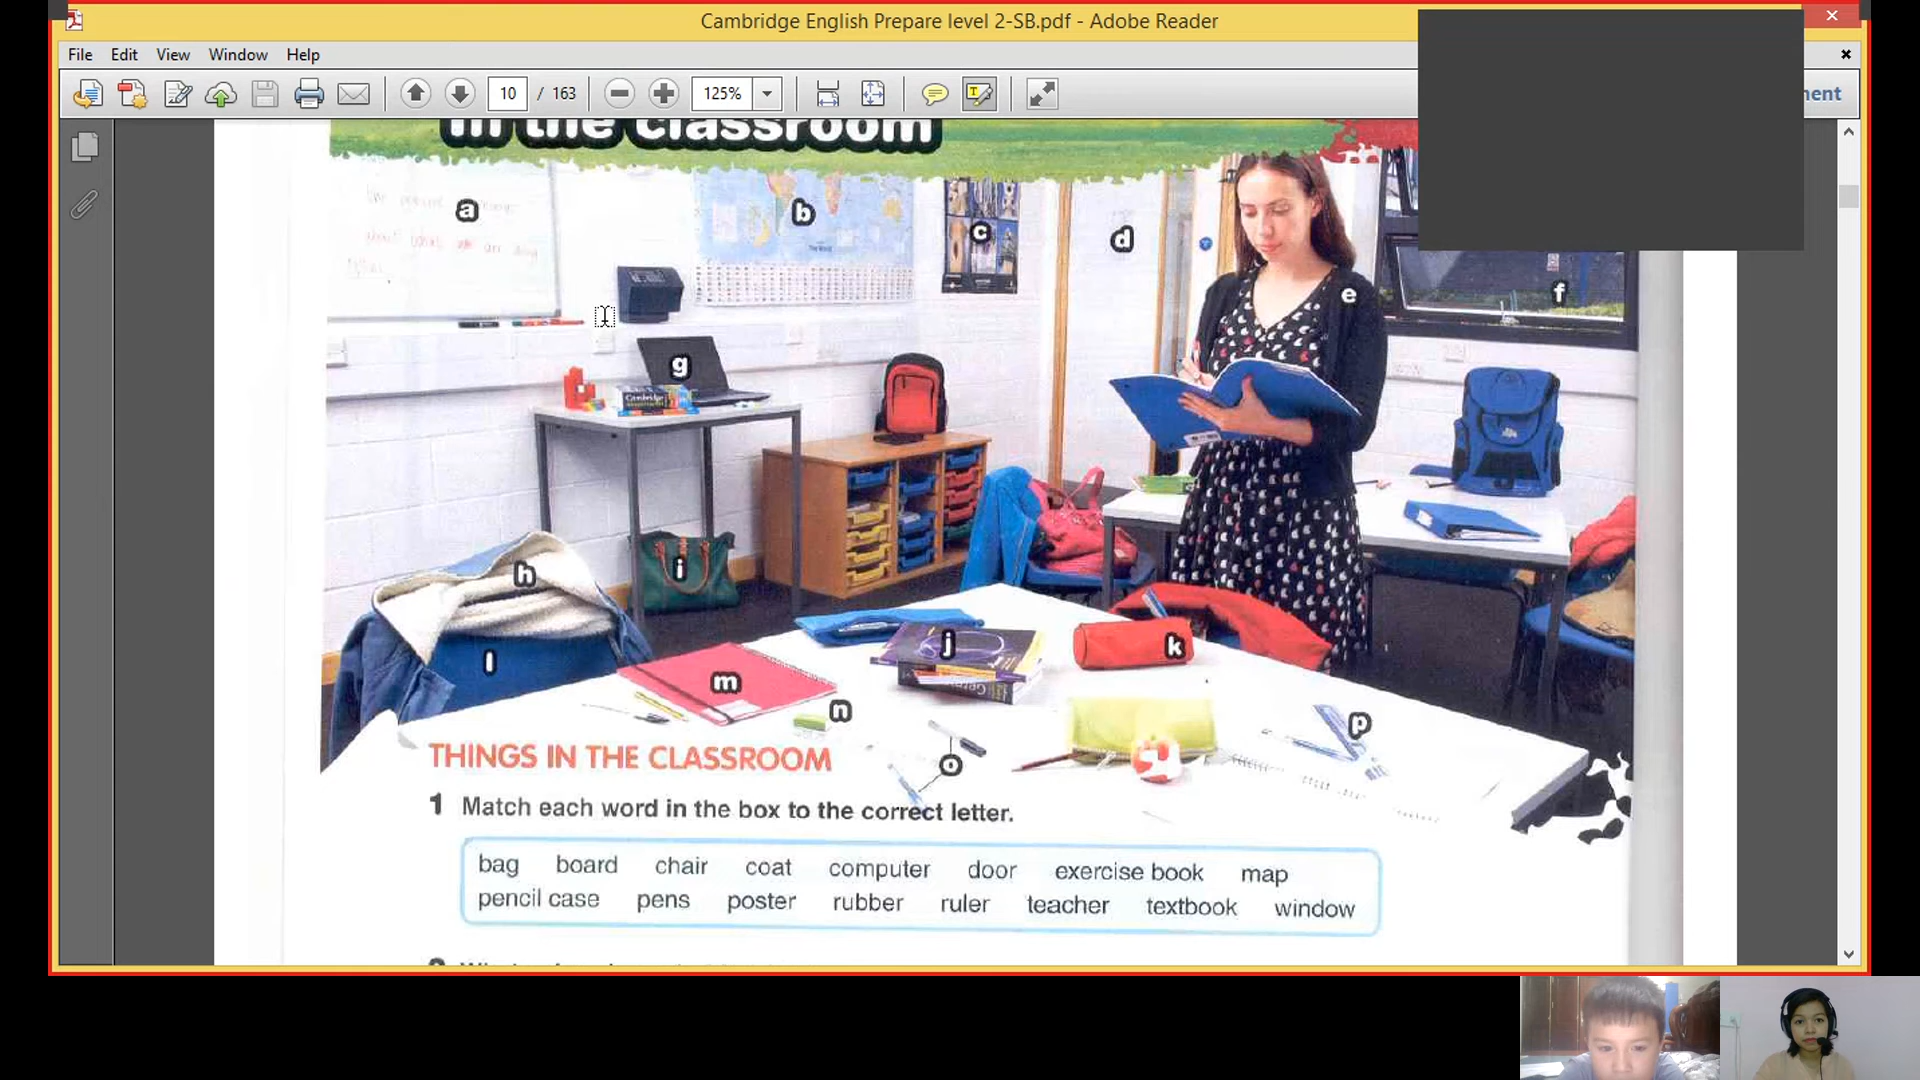 Cambridge English Prepare level 2-SB.pdf - Adobe Reader
File Edit View Window Help
10 / 163 125%
In the classroom
a
b
c
d
e
f
g
Cambridge
h
i
j
k
l
m
n
o
p
THINGS IN THE CLASSROOM
1 Match each word in the box to the correct letter.
bag board chair coat computer door exercise book map
pencil case pens poster rubber ruler teacher textbook window